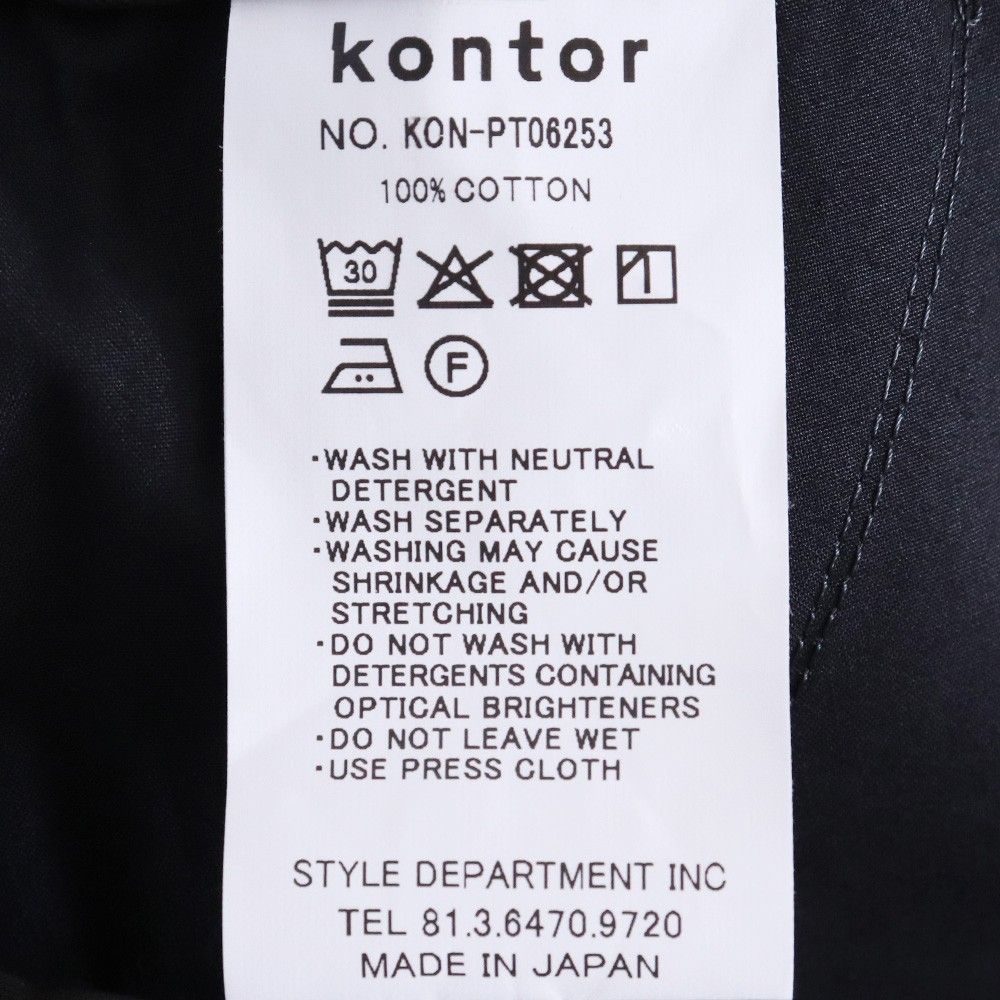 kontor
NO. KON-PT06253
100% COTTON
30
F
·WASH WITH NEUTRAL
DETERGENT
·WASH SEPARATELY
·WASHING MAY CAUSE
SHRINKAGE AND/OR
STRETCHING
·DO NOT WASH WITH
DETERGENTS CONTAINING
OPTICAL BRIGHTENERS
·DO NOT LEAVE WET
·USE PRESS CLOTH
STYLE DEPARTMENT INC
TEL 81.3.6470.9720
MADE IN JAPAN